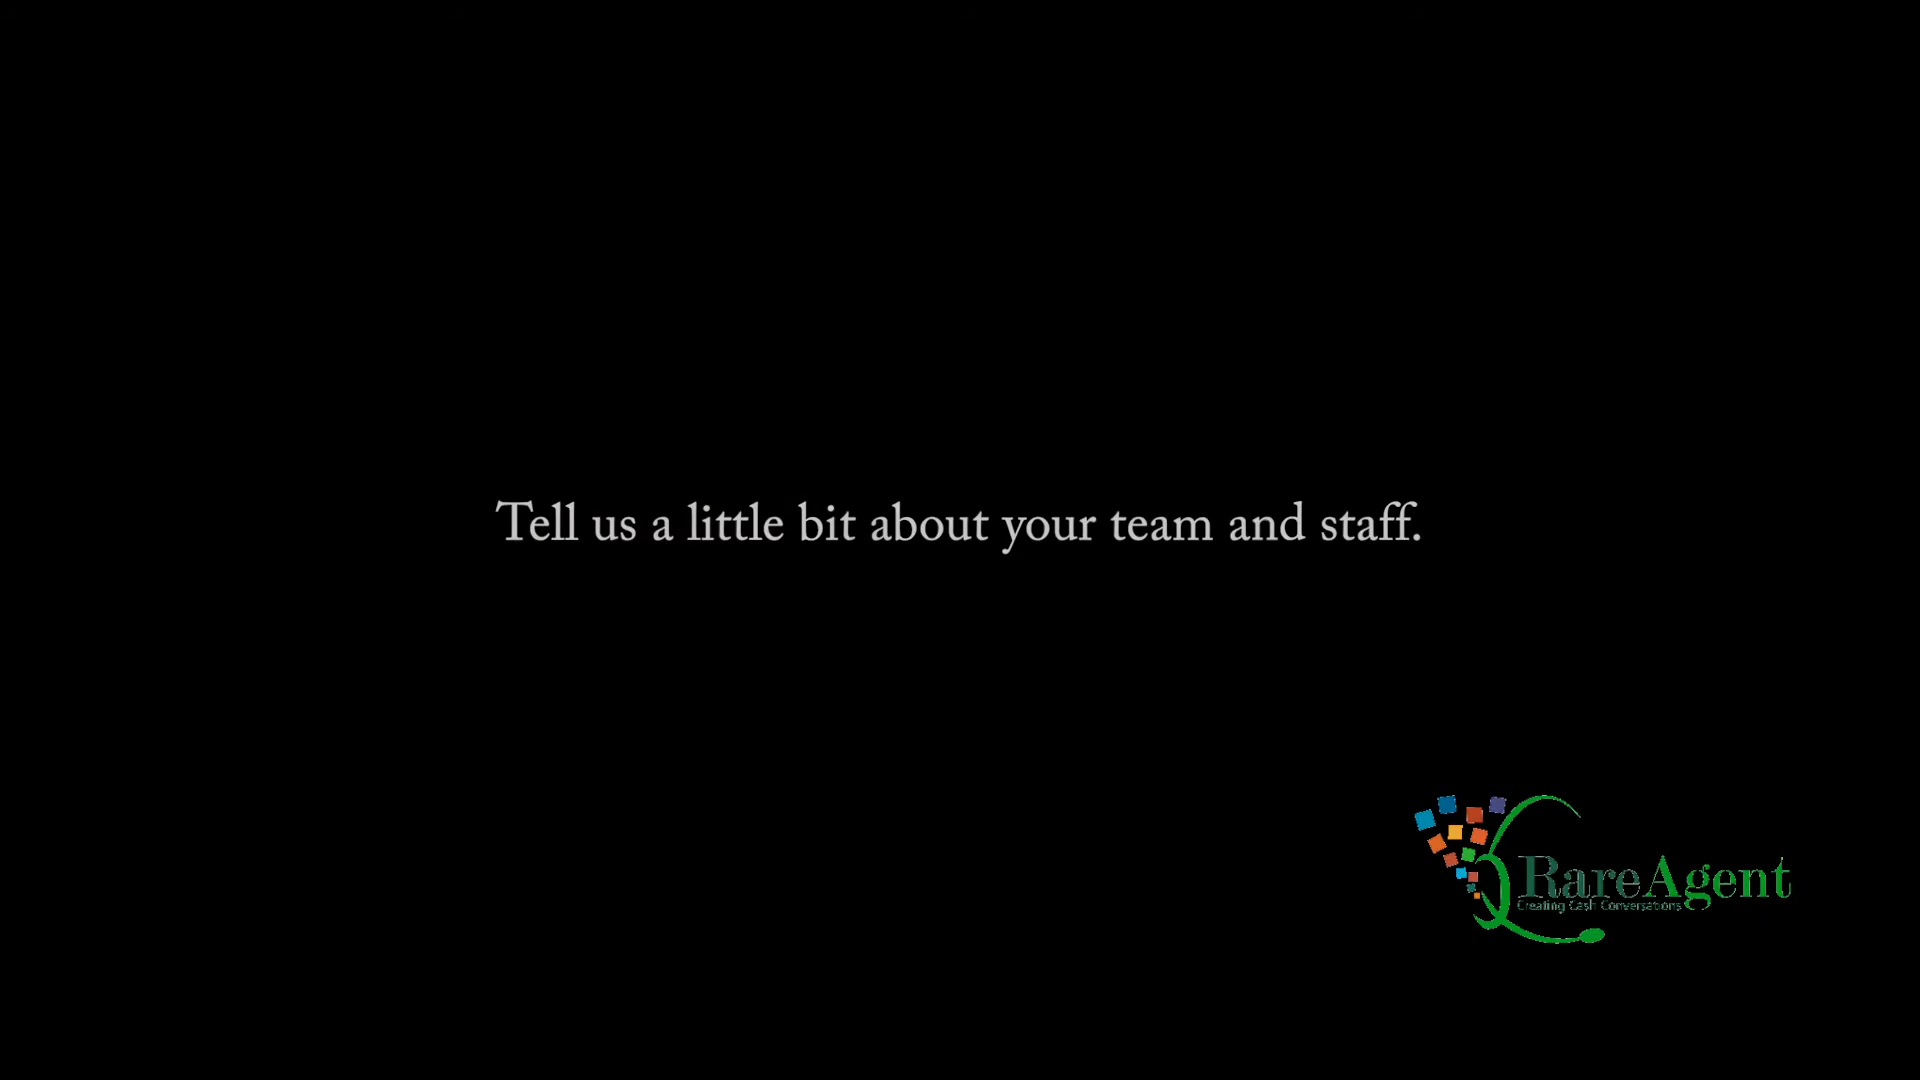 Tell us a little bit about your team and staff.
RareAgent
Creating Cash Conversations